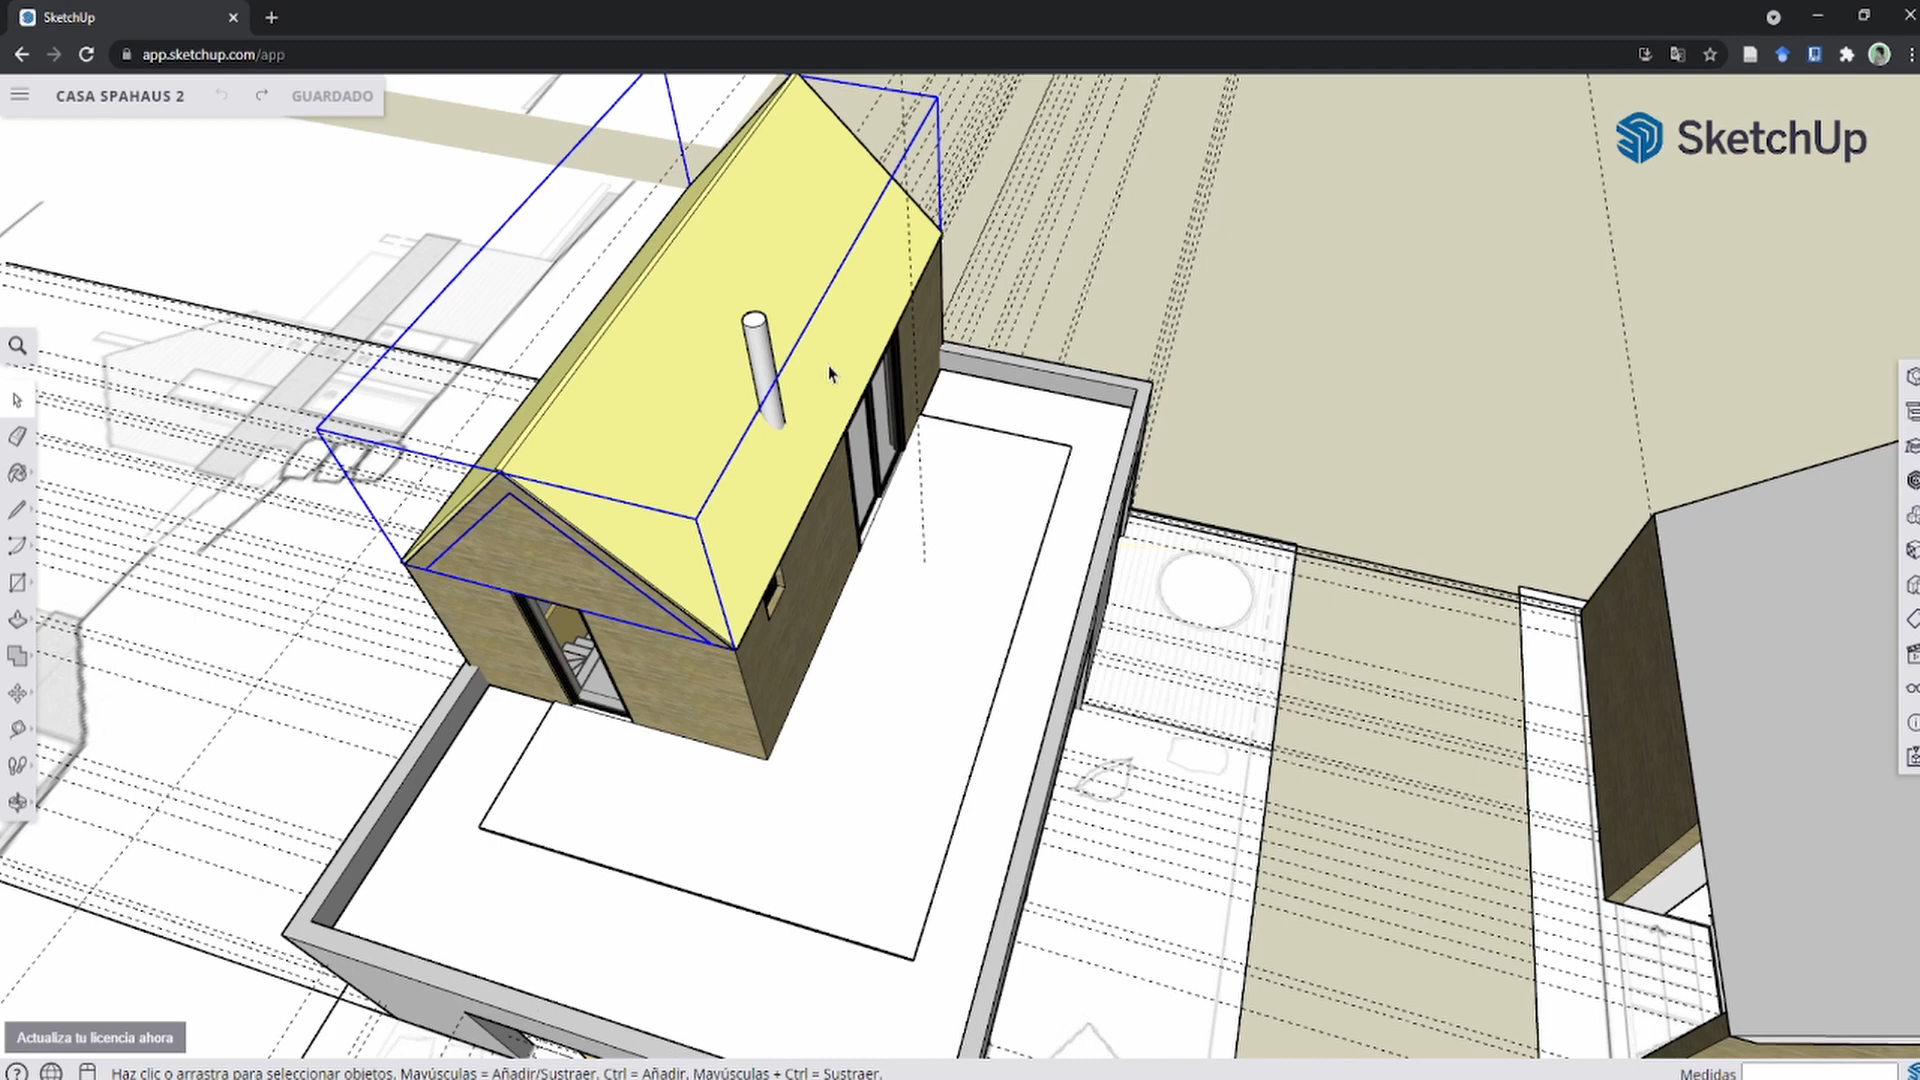 SketchUp
app.sketchup.com/app
CASA SPAHAUS 2
GUARDADO
SketchUp
Actualiza tu licencia ahora
Haz clic o arrastra para seleccionar objetos. Mayúsculas = Añadir/Sustraer. Ctrl = Añadir. Mayúsculas + Ctrl = Sustraer.
Medidas